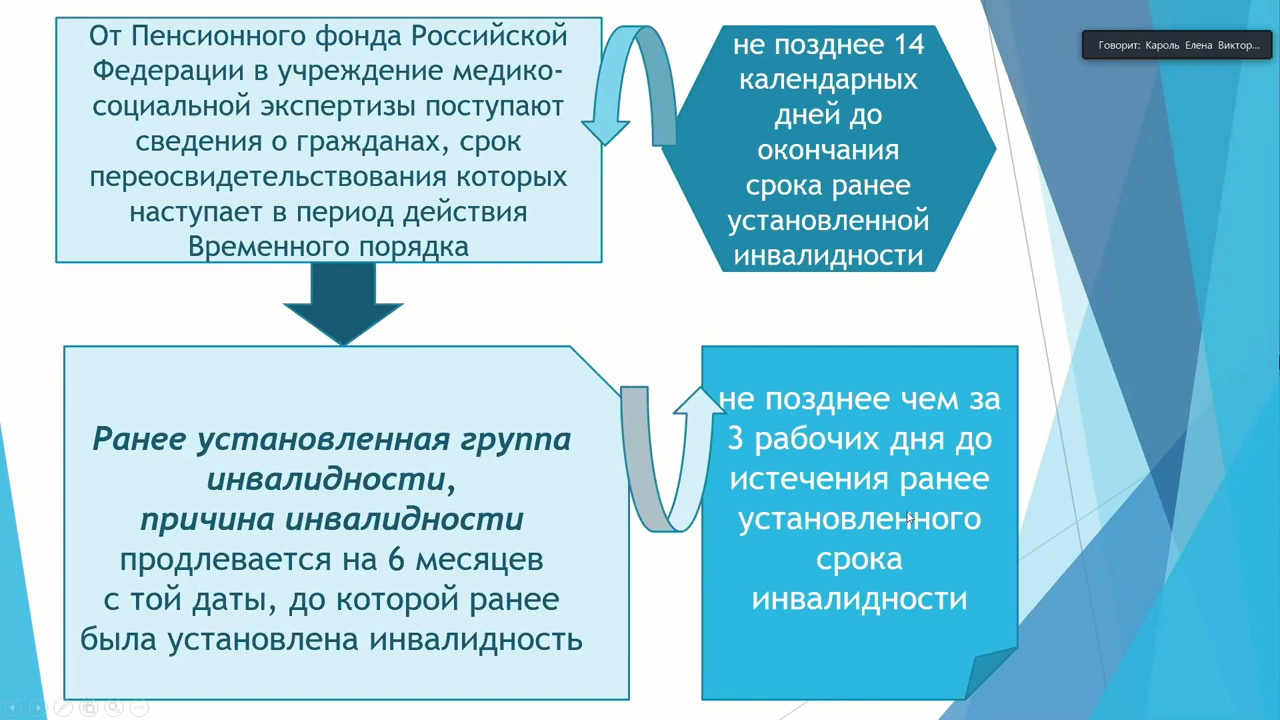 От Пенсионного фонда Российской
Федерации в учреждение медико-
социальной экспертизы поступают
сведения о гражданах, срок
переосвидетельствования которых
наступает в период действия
Временного порядка
не позднее 14
календарных
дней до
окончания
срока ранее
установленной
инвалидности
Говорит: Кароль Елена Виктор...
Ранее установленная группа
инвалидности,
причина инвалидности
продлевается на 6 месяцев
с той даты, до которой ранее
была установлена инвалидность
не позднее чем за
3 рабочих дня до
истечения ранее
установленного
срока
инвалидности